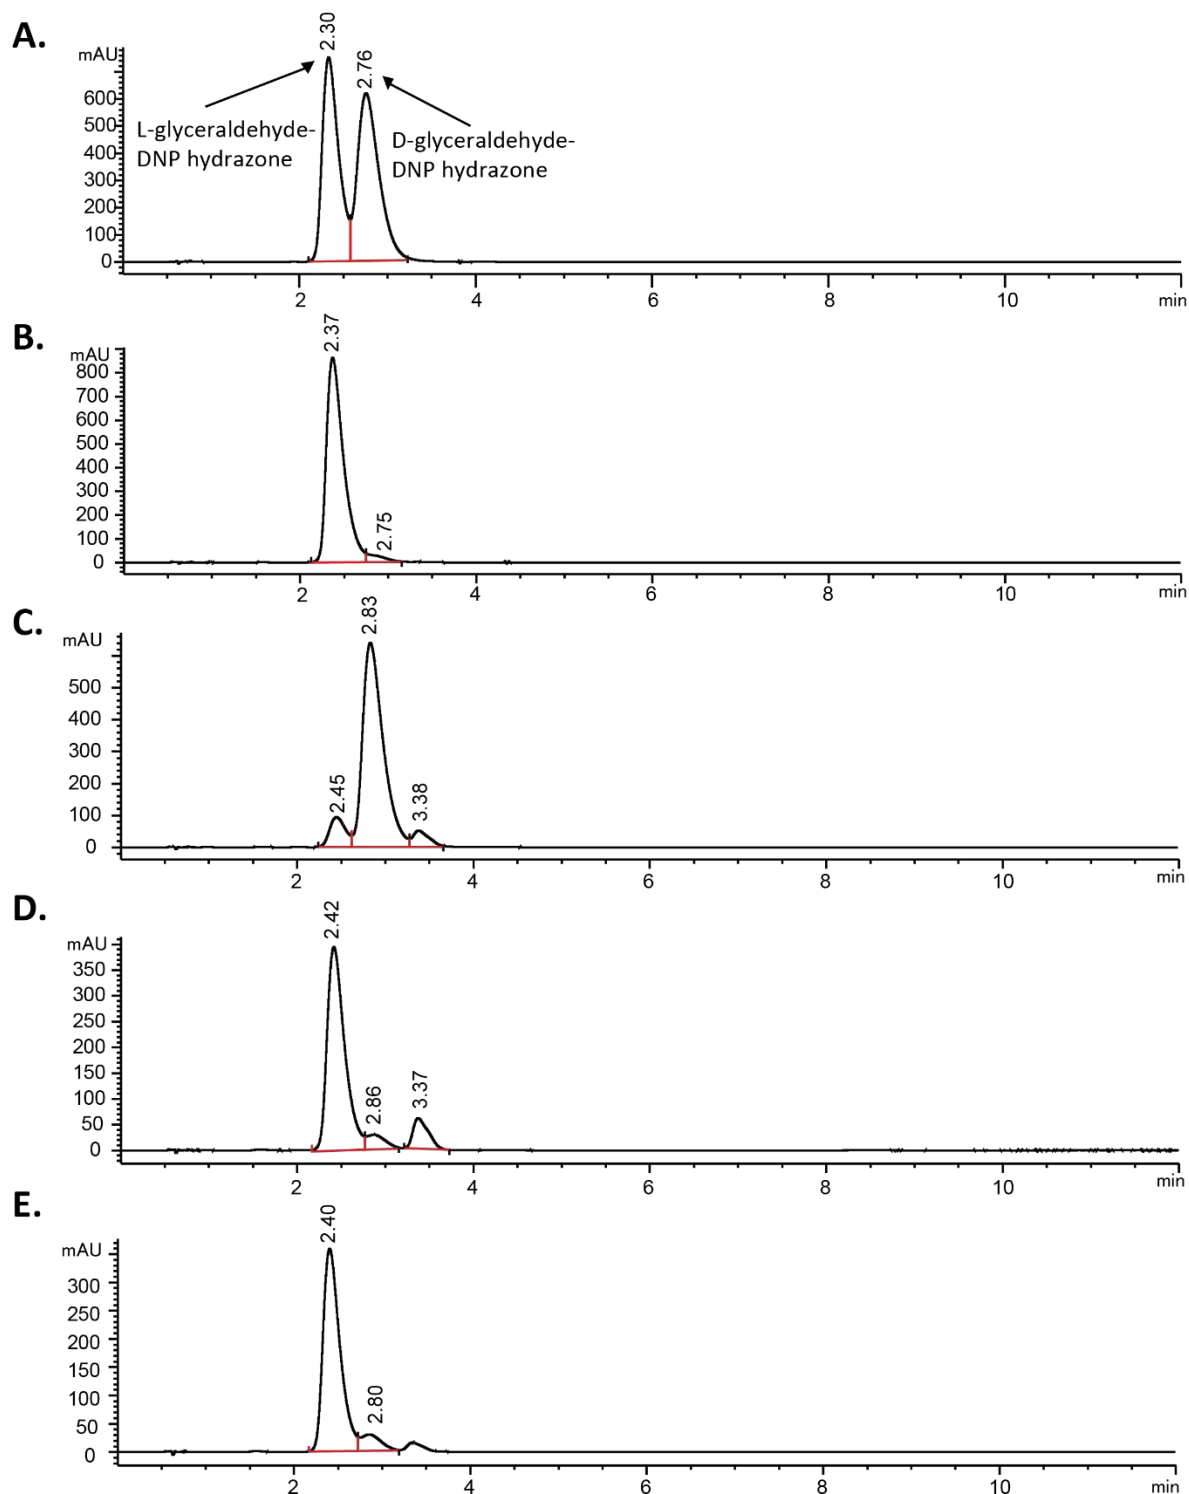 A.
mAU
2.30
2.76
L-glyceraldehyde-
DNP hydrazone
D-glyceraldehyde-
DNP hydrazone
600
500
400
300
200
100
0
2 4 6 8 10 min
B.
mAU
2.37
2.75
800
700
600
500
400
300
200
100
0
2 4 6 8 10 min
C.
mAU
2.45
2.83
3.38
500
400
300
200
100
0
2 4 6 8 10 min
D.
mAU
2.42
2.86
3.37
350
300
250
200
150
100
50
0
2 4 6 8 10 min
E.
mAU
2.40
2.80
300
250
200
150
100
50
0
2 4 6 8 10 min